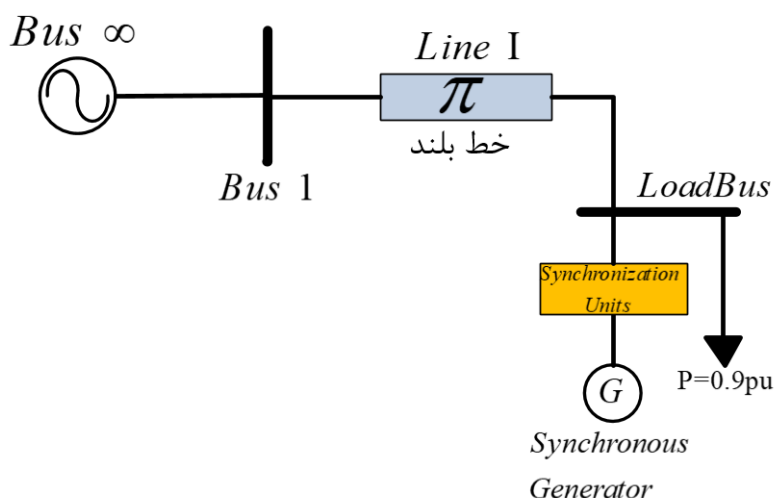 Bus ∞
Line I
π
خط بلند
Bus 1
LoadBus
Synchronization
Units
P=0.9pu
G
Synchronous
Generator